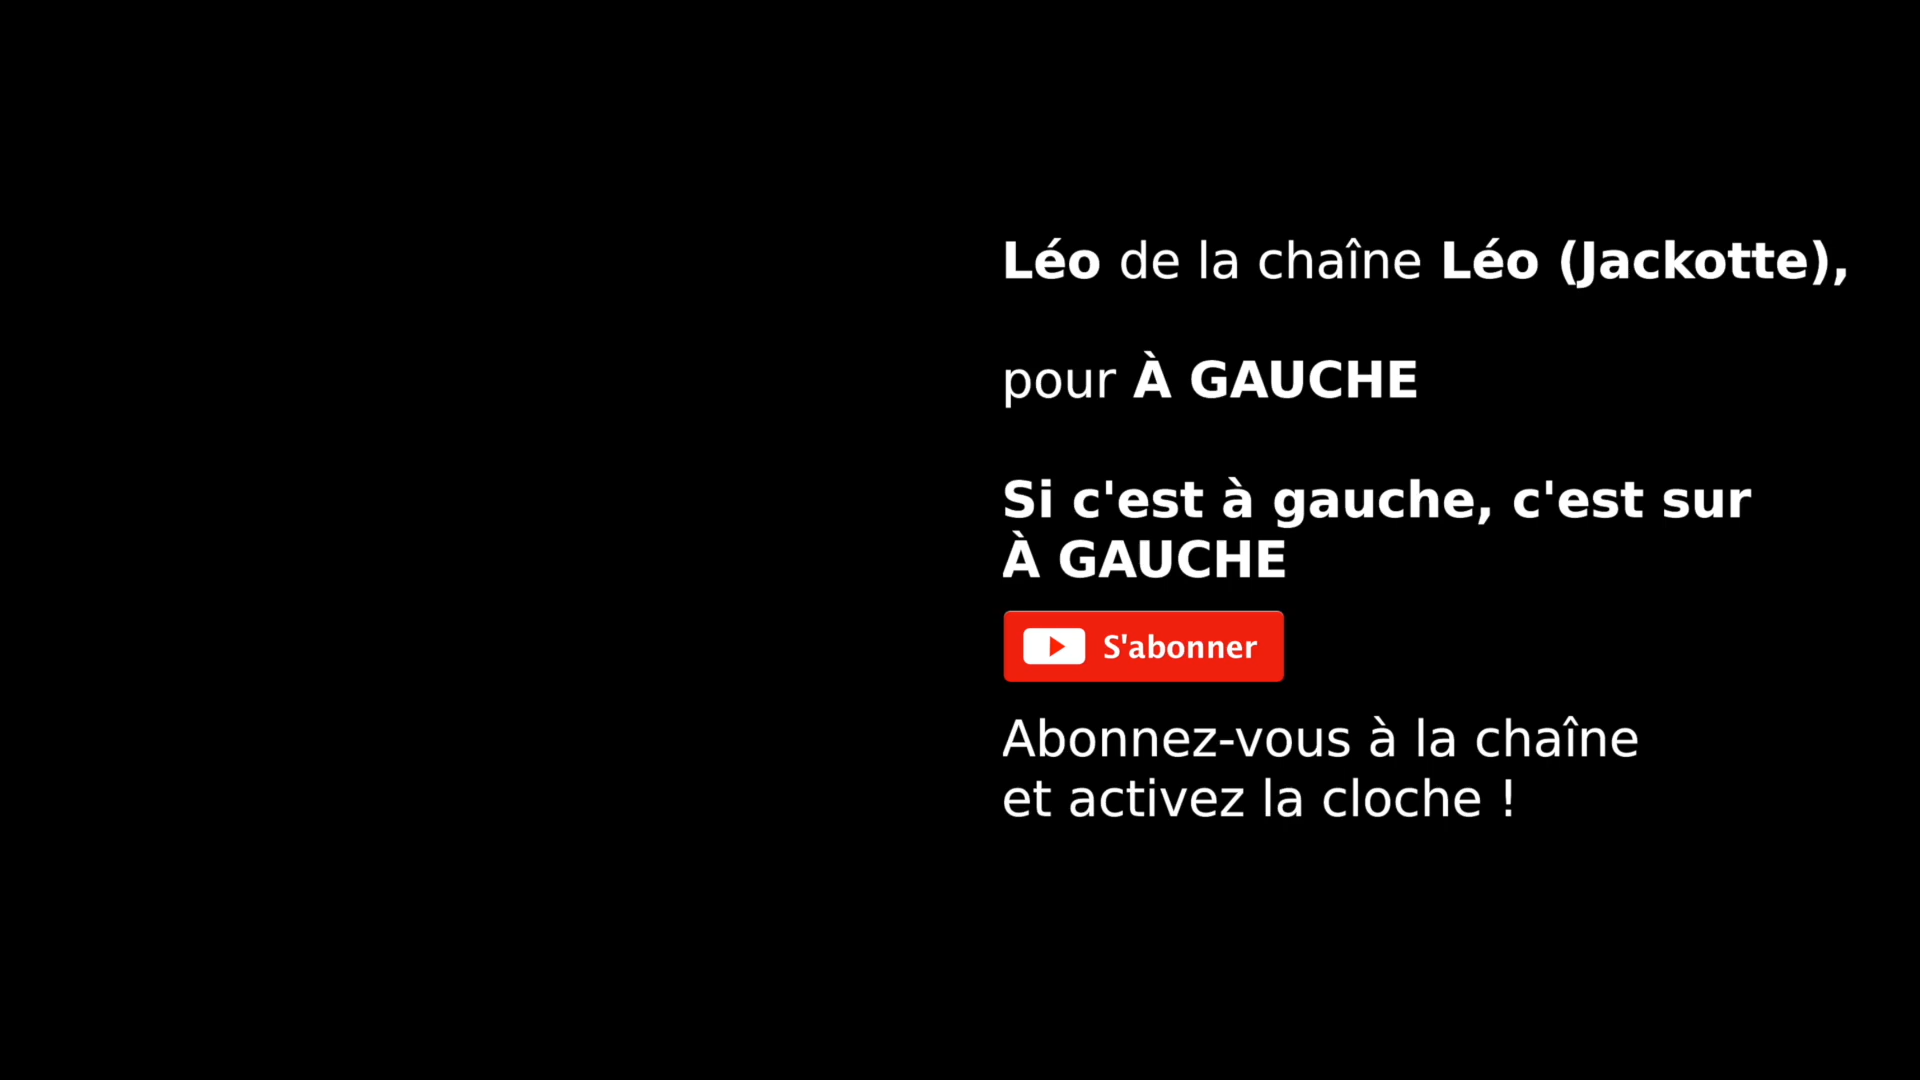 Léo de la chaîne Léo (Jackotte),
pour À GAUCHE
Si c'est à gauche, c'est sur
À GAUCHE
S'abonner
Abonnez-vous à la chaîne
et activez la cloche !